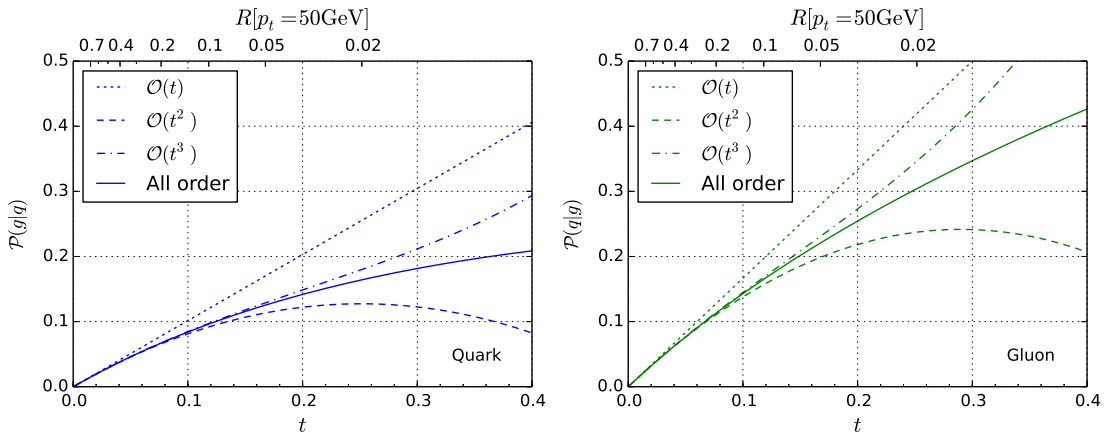 R[p_t = 50GeV]
0.7 0.4 0.2 0.1 0.05 0.02
0.5
0.4
0.3
0.2
0.1
0.0
P(g|q)
O(t)
O(t²)
O(t³)
All order
Quark
0.0 0.1 0.2 0.3 0.4
t
R[p_t = 50GeV]
0.7 0.4 0.2 0.1 0.05 0.02
0.5
0.4
0.3
0.2
0.1
0.0
P(q|g)
O(t)
O(t²)
O(t³)
All order
Gluon
0.0 0.1 0.2 0.3 0.4
t